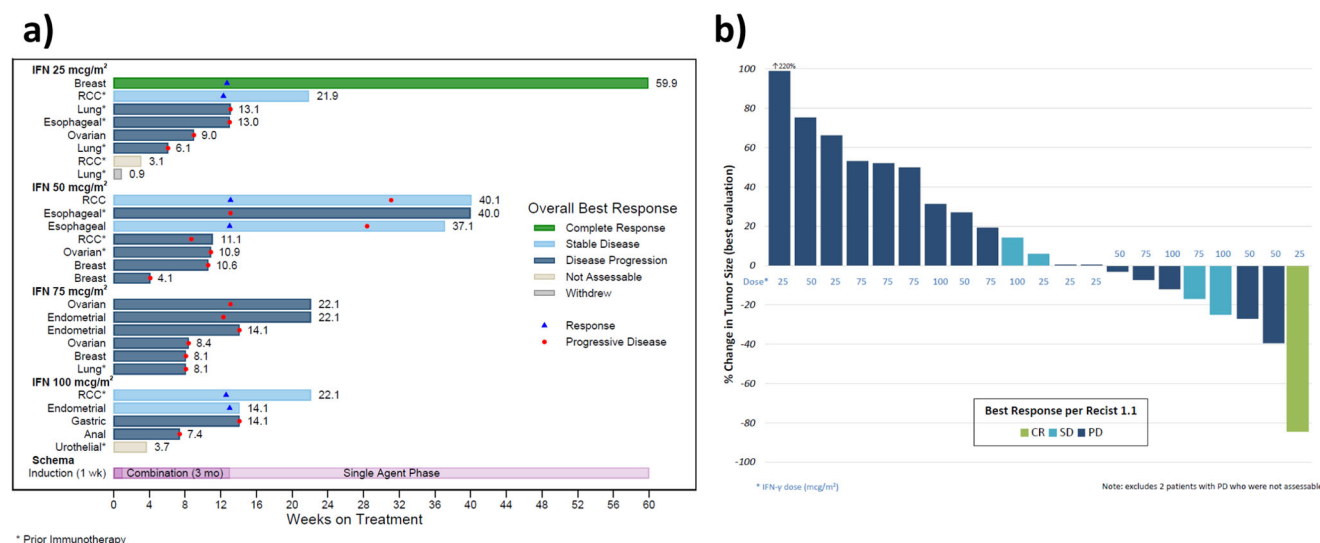 a)
IFN 25 mcg/m²
Breast 59.9
RCC* 21.9
Lung* 13.1
Esophageal* 13.0
Ovarian 9.0
Lung* 6.1
RCC* 3.1
Lung* 0.9
IFN 50 mcg/m²
RCC 40.1
Esophageal* 40.0
Esophageal 37.1
RCC* 11.1
Ovarian* 10.9
Breast 10.6
Breast 4.1
IFN 75 mcg/m²
Ovarian 22.1
Endometrial 22.1
Endometrial 14.1
Ovarian 8.4
Breast 8.1
Lung* 8.1
IFN 100 mcg/m²
RCC* 22.1
Endometrial 14.1
Gastric 14.1
Anal 7.4
Urothelial* 3.7
Schema
Induction (1 wk) Combination (3 mo) Single Agent Phase
0 4 8 12 16 20 24 28 32 36 40 44 48 52 56 60
Weeks on Treatment
* Prior Immunotherapy
Overall Best Response
Complete Response
Stable Disease
Disease Progression
Not Assessable
Withdrew
Response
Progressive Disease
b)
% Change in Tumor Size (best evaluation)
100
80
60
40
20
0
-20
-40
-60
-80
-100
↑220%
50 75 100 75 100 50 50 25
Dose* 25 50 25 75 75 75 100 50 75 100 25 25 25
Best Response per Recist 1.1
CR SD PD
* IFN-γ dose (mcg/m²)
Note: excludes 2 patients with PD who were not assessable